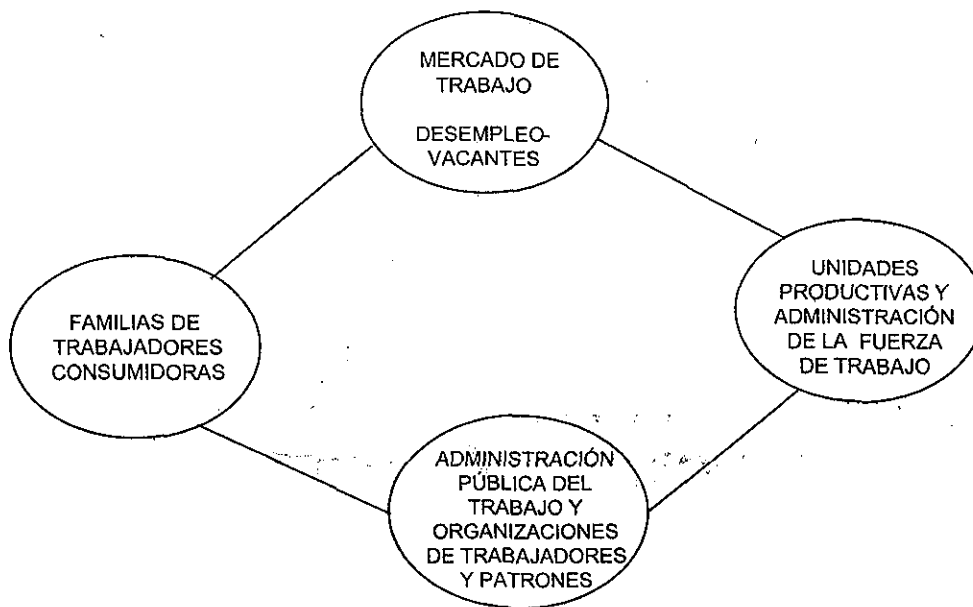 MERCADO DE
TRABAJO
DESEMPLEO-
VACANTES
UNIDADES
PRODUCTIVAS Y
ADMINISTRACIÓN
DE LA FUERZA
DE TRABAJO
FAMILIAS DE
TRABAJADORES
CONSUMIDORAS
ADMINISTRACIÓN
PÚBLICA DEL
TRABAJO Y
ORGANIZACIONES
DE TRABAJADORES
Y PATRONES